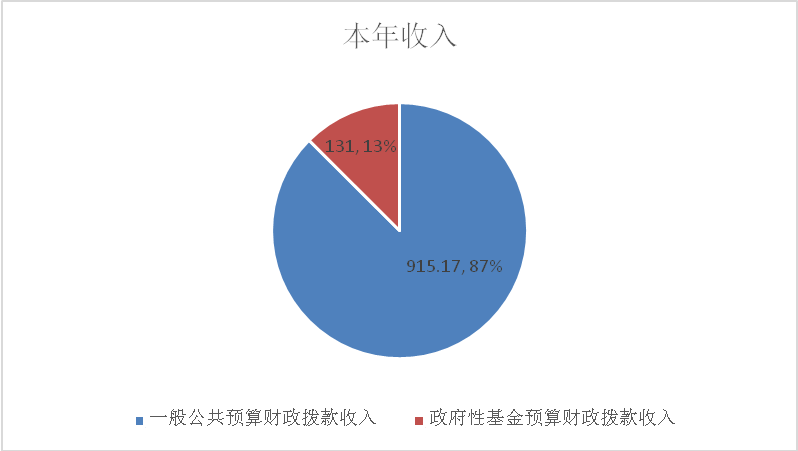 本年收入
131, 13%
915.17, 87%
一般公共预算财政拨款收入
政府性基金预算财政拨款收入